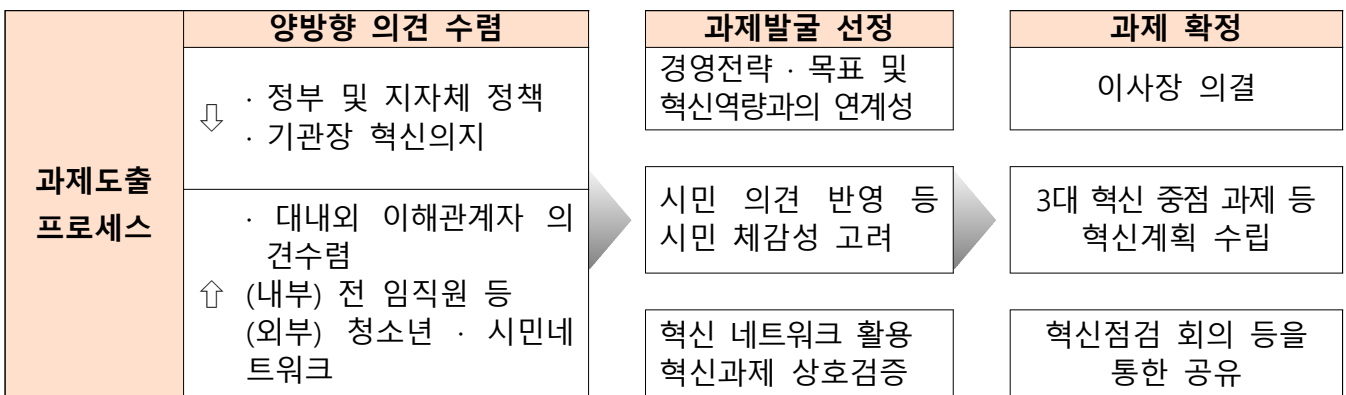 과제도출
프로세스
양방향 의견 수렴
⇩ · 정부 및 지자체 정책
· 기관장 혁신의지
· 대내외 이해관계자 의
견수렴
⇧ (내부) 전 임직원 등
(외부) 청소년 · 시민네
트워크
과제발굴 선정
경영전략 · 목표 및
혁신역량과의 연계성
시민 의견 반영 등
시민 체감성 고려
혁신 네트워크 활용
혁신과제 상호검증
과제 확정
이사장 의결
3대 혁신 중점 과제 등
혁신계획 수립
혁신점검 회의 등을
통한 공유